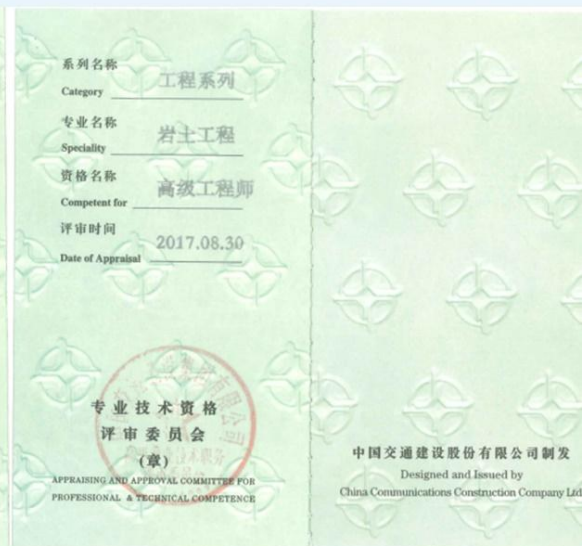 系列名称
Category 工程系列
专业名称
Speciality 岩土工程
资格名称
Competent for 高级工程师
评审时间
Date of Appraisal 2017.08.30
专业技术资格
评审委员会
(章)
APPRAISING AND APPROVAL COMMITTEE FOR
PROFESSIONAL & TECHNICAL COMPETENCE
中国交通建设股份有限公司制发
Designed and Issued by
China Communications Construction Company Ltd